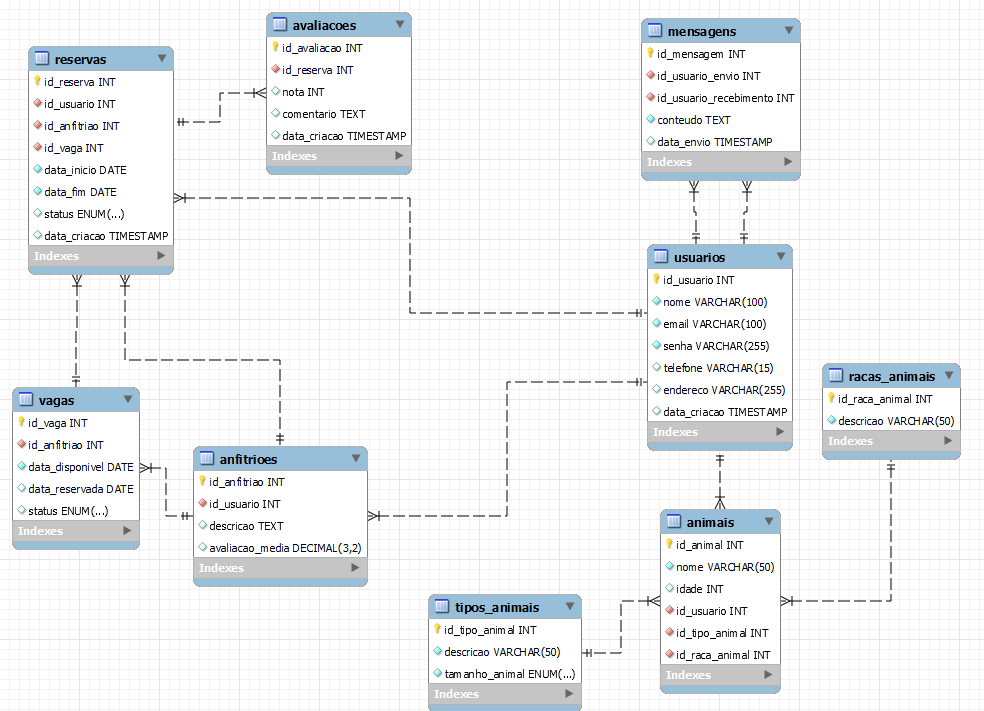 avaliacoes
id_avaliacao INT
id_reserva INT
nota INT
comentario TEXT
data_criacao TIMESTAMP
Indexes
mensagens
id_mensagem INT
id_usuario_envio INT
id_usuario_recebimento INT
conteudo TEXT
data_envio TIMESTAMP
Indexes
reservas
id_reserva INT
id_usuario INT
id_anfitriao INT
id_vaga INT
data_inicio DATE
data_fim DATE
status ENUM(...)
data_criacao TIMESTAMP
Indexes
usuarios
id_usuario INT
nome VARCHAR(100)
email VARCHAR(100)
senha VARCHAR(255)
telefone VARCHAR(15)
endereco VARCHAR(255)
data_criacao TIMESTAMP
Indexes
racas_animais
id_raca_animal INT
descricao VARCHAR(50)
Indexes
vagas
id_vaga INT
id_anfitriao INT
data_disponivel DATE
data_reservada DATE
status ENUM(...)
Indexes
anfitrioes
id_anfitriao INT
id_usuario INT
descricao TEXT
avaliacao_media DECIMAL(3,2)
Indexes
animais
id_animal INT
nome VARCHAR(50)
idade INT
id_usuario INT
id_tipo_animal INT
id_raca_animal INT
Indexes
tipos_animais
id_tipo_animal INT
descricao VARCHAR(50)
tamanho_animal ENUM(...)
Indexes